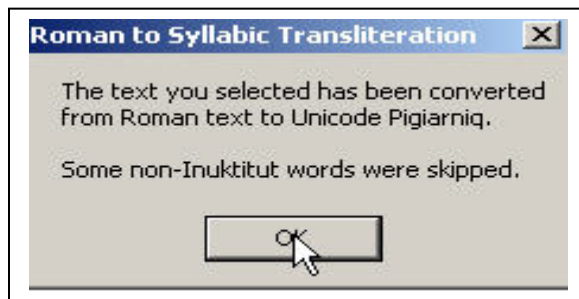 Roman to Syllabic Transliteration
The text you selected has been converted
from Roman text to Unicode Pigiarniq.
Some non-Inuktitut words were skipped.
OK